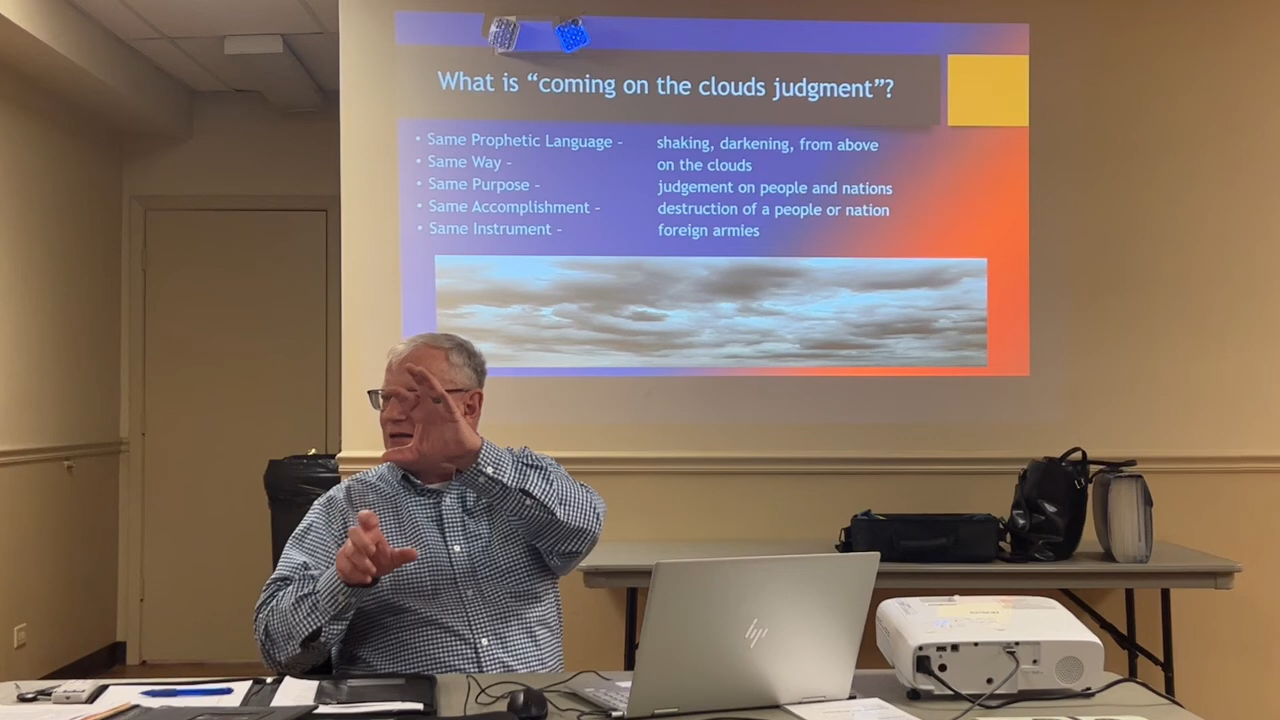 What is “coming on the clouds judgment”?
• Same Prophetic Language – shaking, darkening, from above
• Same Way – on the clouds
• Same Purpose – judgement on people and nations
• Same Accomplishment – destruction of a people or nation
• Same Instrument – foreign armies
hp